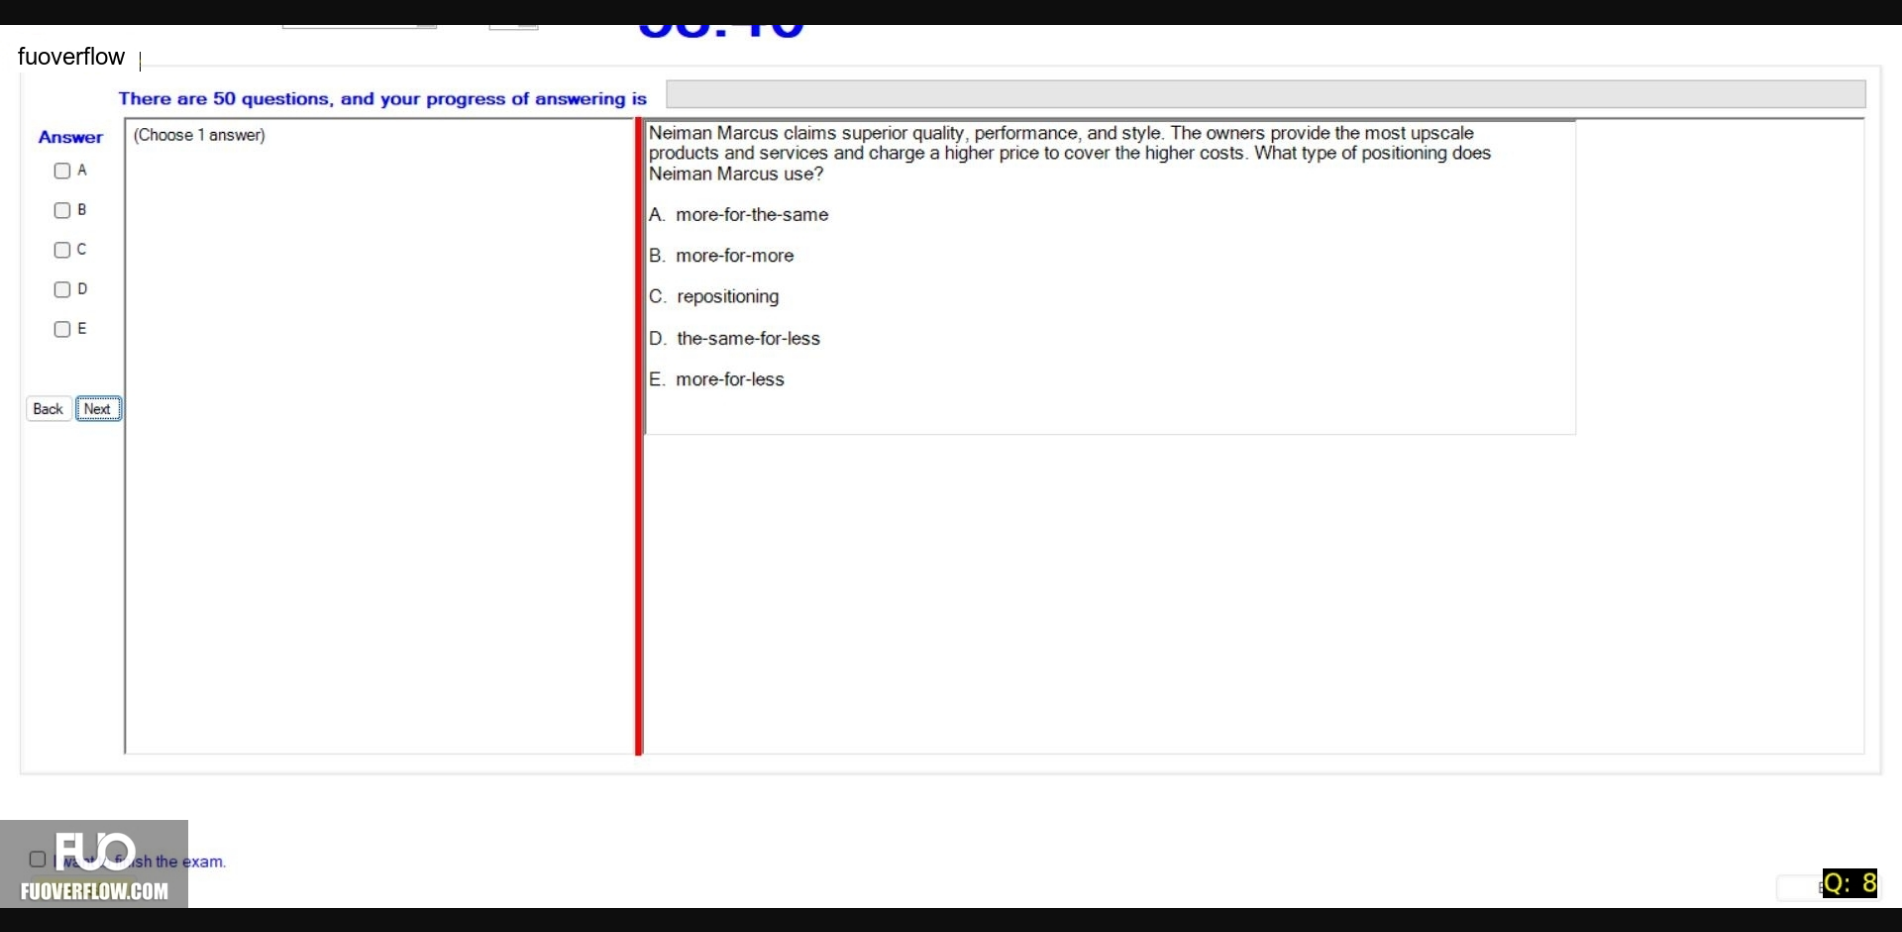 fuoverflow
There are 50 questions, and your progress of answering is
Answer
(Choose 1 answer)
A
B
C
D
E
Back Next
Neiman Marcus claims superior quality, performance, and style. The owners provide the most upscale
products and services and charge a higher price to cover the higher costs. What type of positioning does
Neiman Marcus use?
A. more-for-the-same
B. more-for-more
C. repositioning
D. the-same-for-less
E. more-for-less
FUO
sh the exam.
FUOVERFLOW.COM
Q: 8